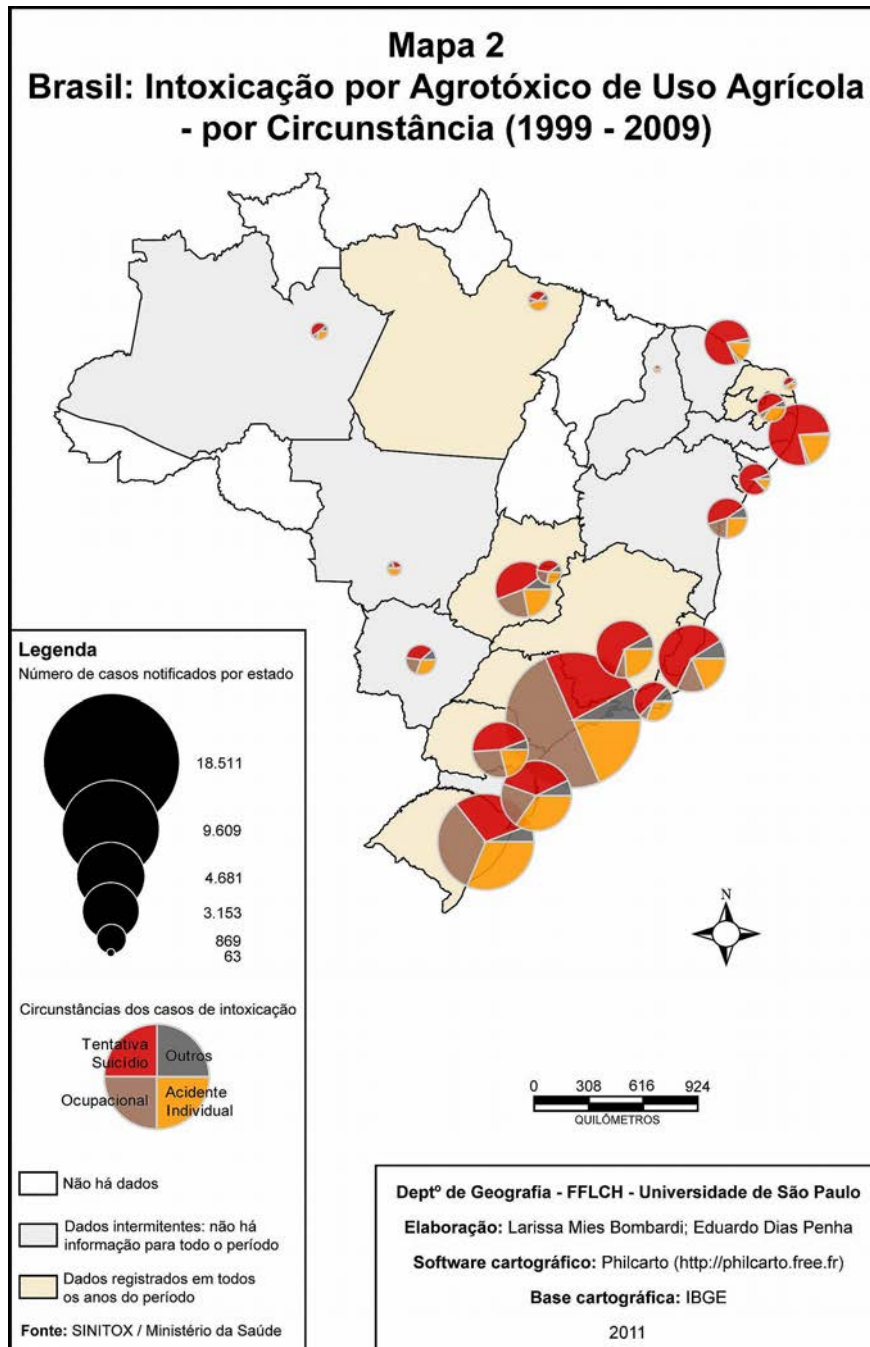 Mapa 2
Brasil: Intoxicação por Agrotóxico de Uso Agrícola
- por Circunstância (1999 - 2009)
Legenda
Número de casos notificados por estado
18.511
9.609
4.681
3.153
869
63
Circunstâncias dos casos de intoxicação
Tentativa
Suicídio
Outros
Ocupacional
Acidente
Individual
Não há dados
Dados intermitentes: não há
informação para todo o período
Dados registrados em todos
os anos do período
Fonte: SINITOX / Ministério da Saúde
N
0 308 616 924
QUILÔMETROS
Deptº de Geografia - FFLCH - Universidade de São Paulo
Elaboração: Larissa Mies Bombardi; Eduardo Dias Penha
Software cartográfico: Philcarto (http://philcarto.free.fr)
Base cartográfica: IBGE
2011